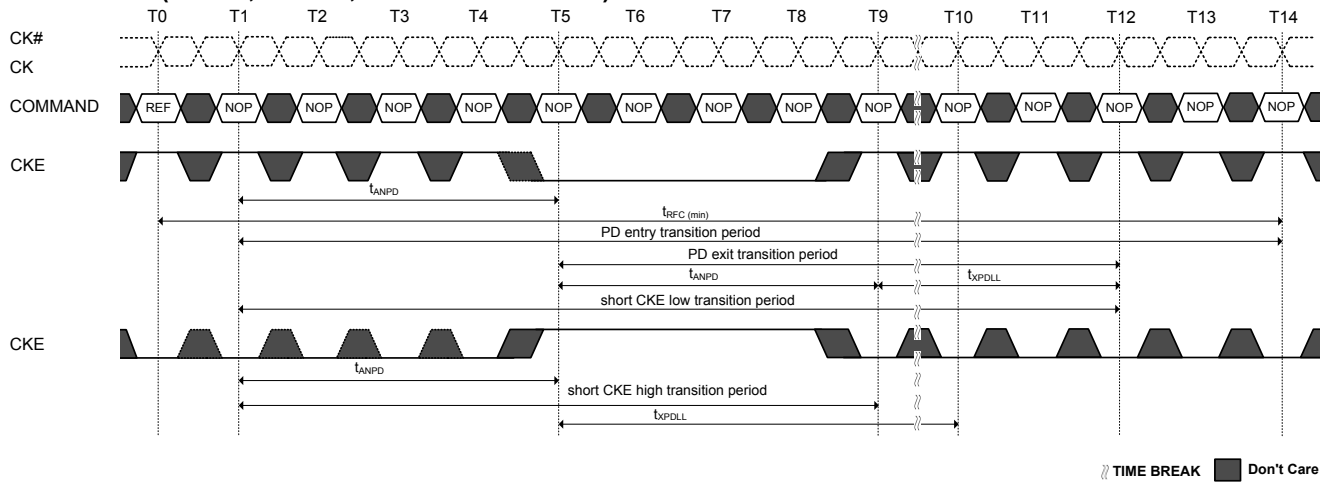 T0 T1 T2 T3 T4 T5 T6 T7 T8 T9 T10 T11 T12 T13 T14
CK#
CK
COMMAND REF NOP NOP NOP NOP NOP NOP NOP NOP NOP NOP NOP NOP NOP NOP
CKE
tANPD
tRFC (min)
PD entry transition period
PD exit transition period
tANPD tXPDLL
short CKE low transition period
CKE
tANPD
short CKE high transition period
tXPDLL
TIME BREAK Don't Care